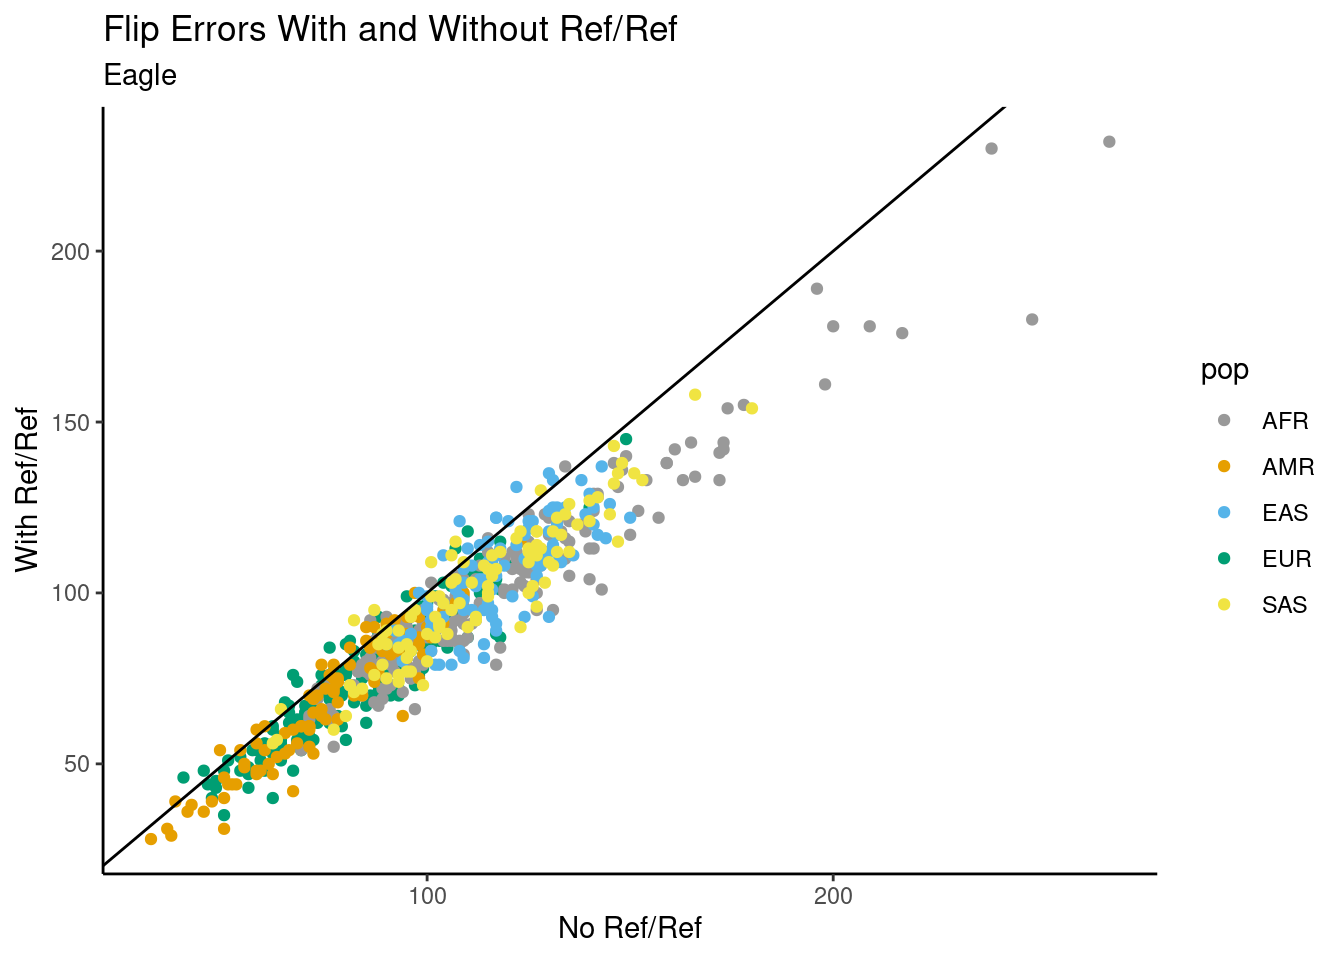 Flip Errors With and Without Ref/Ref
Eagle
With Ref/Ref
200
150
100
50
100
200
No Ref/Ref
pop
AFR
AMR
EAS
EUR
SAS